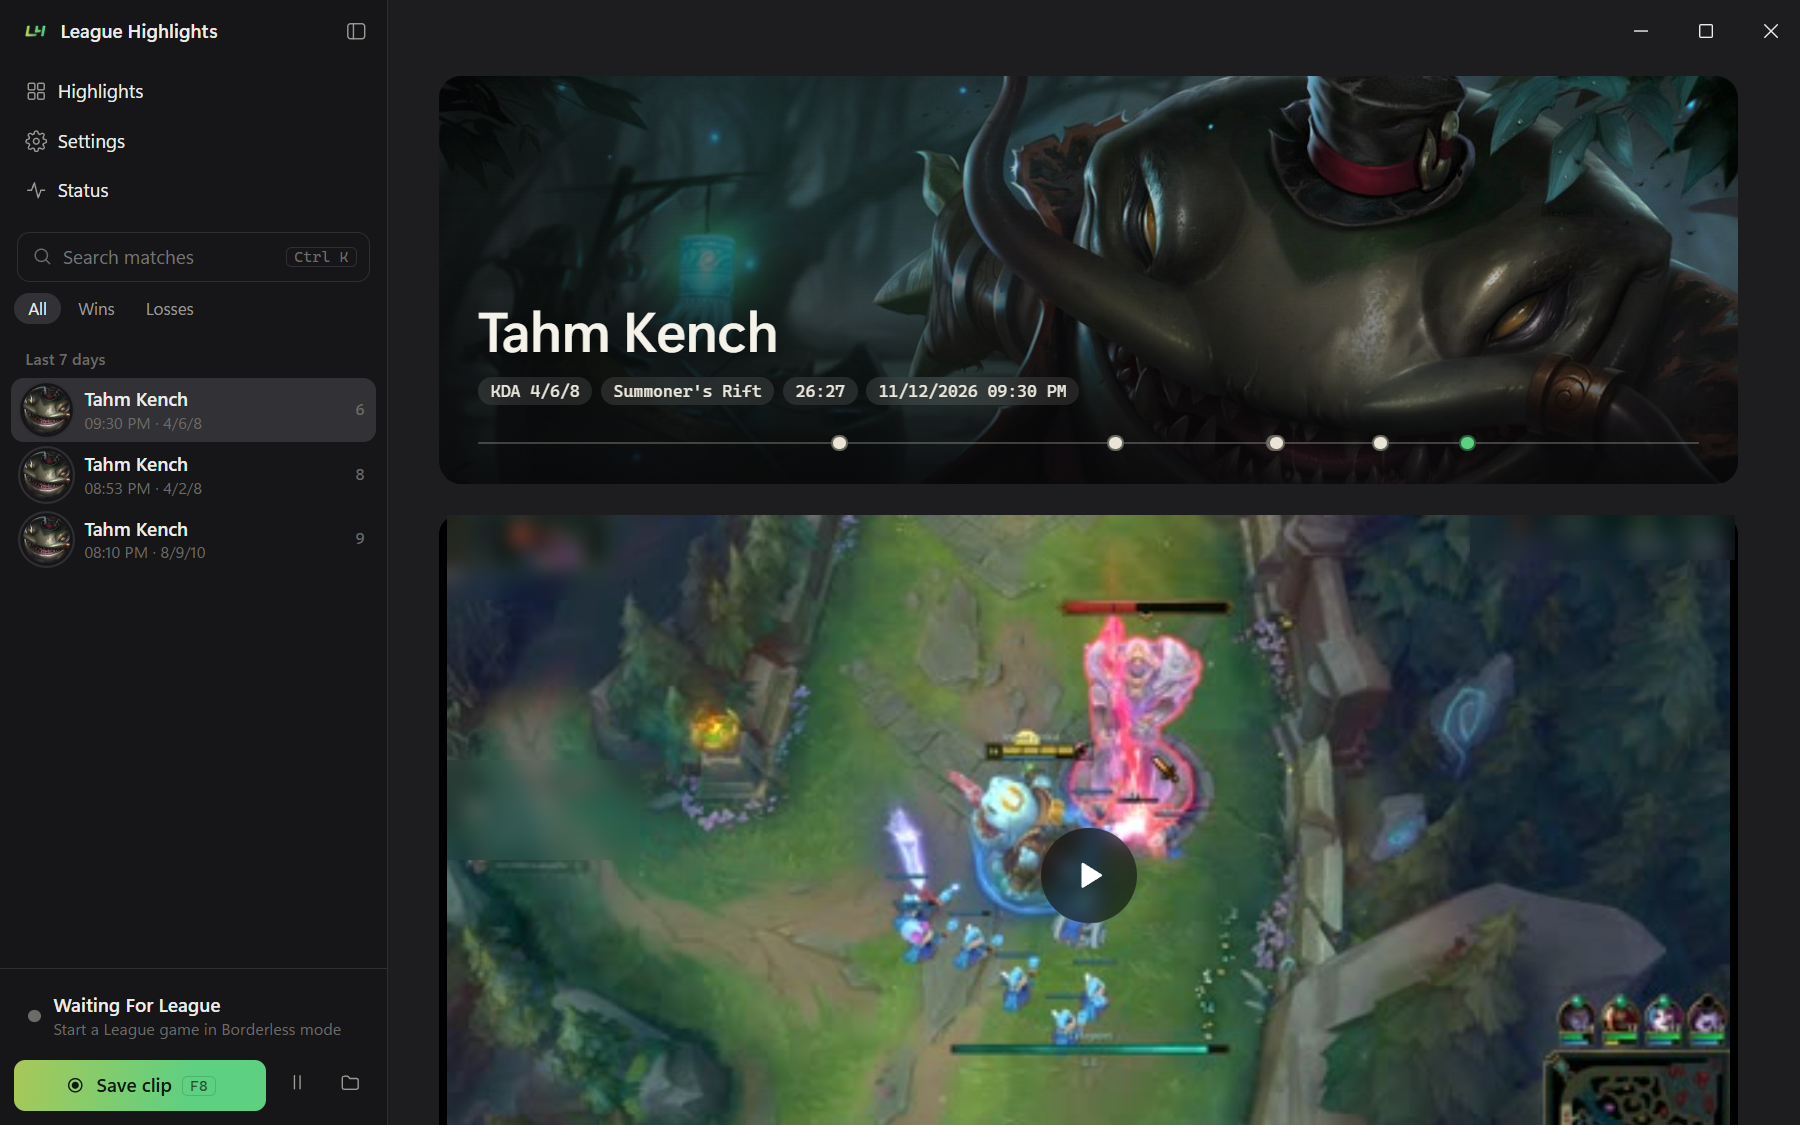 LH League Highlights
Highlights
Settings
Status
Search matches Ctrl K
All Wins Losses
Last 7 days
Tahm Kench
09:30 PM · 4/6/8
6
Tahm Kench
08:53 PM · 4/2/8
8
Tahm Kench
08:10 PM · 8/9/10
9
Waiting For League
Start a League game in Borderless mode
Save clip F8
Tahm Kench
KDA 4/6/8 Summoner's Rift 26:27 11/12/2026 09:30 PM